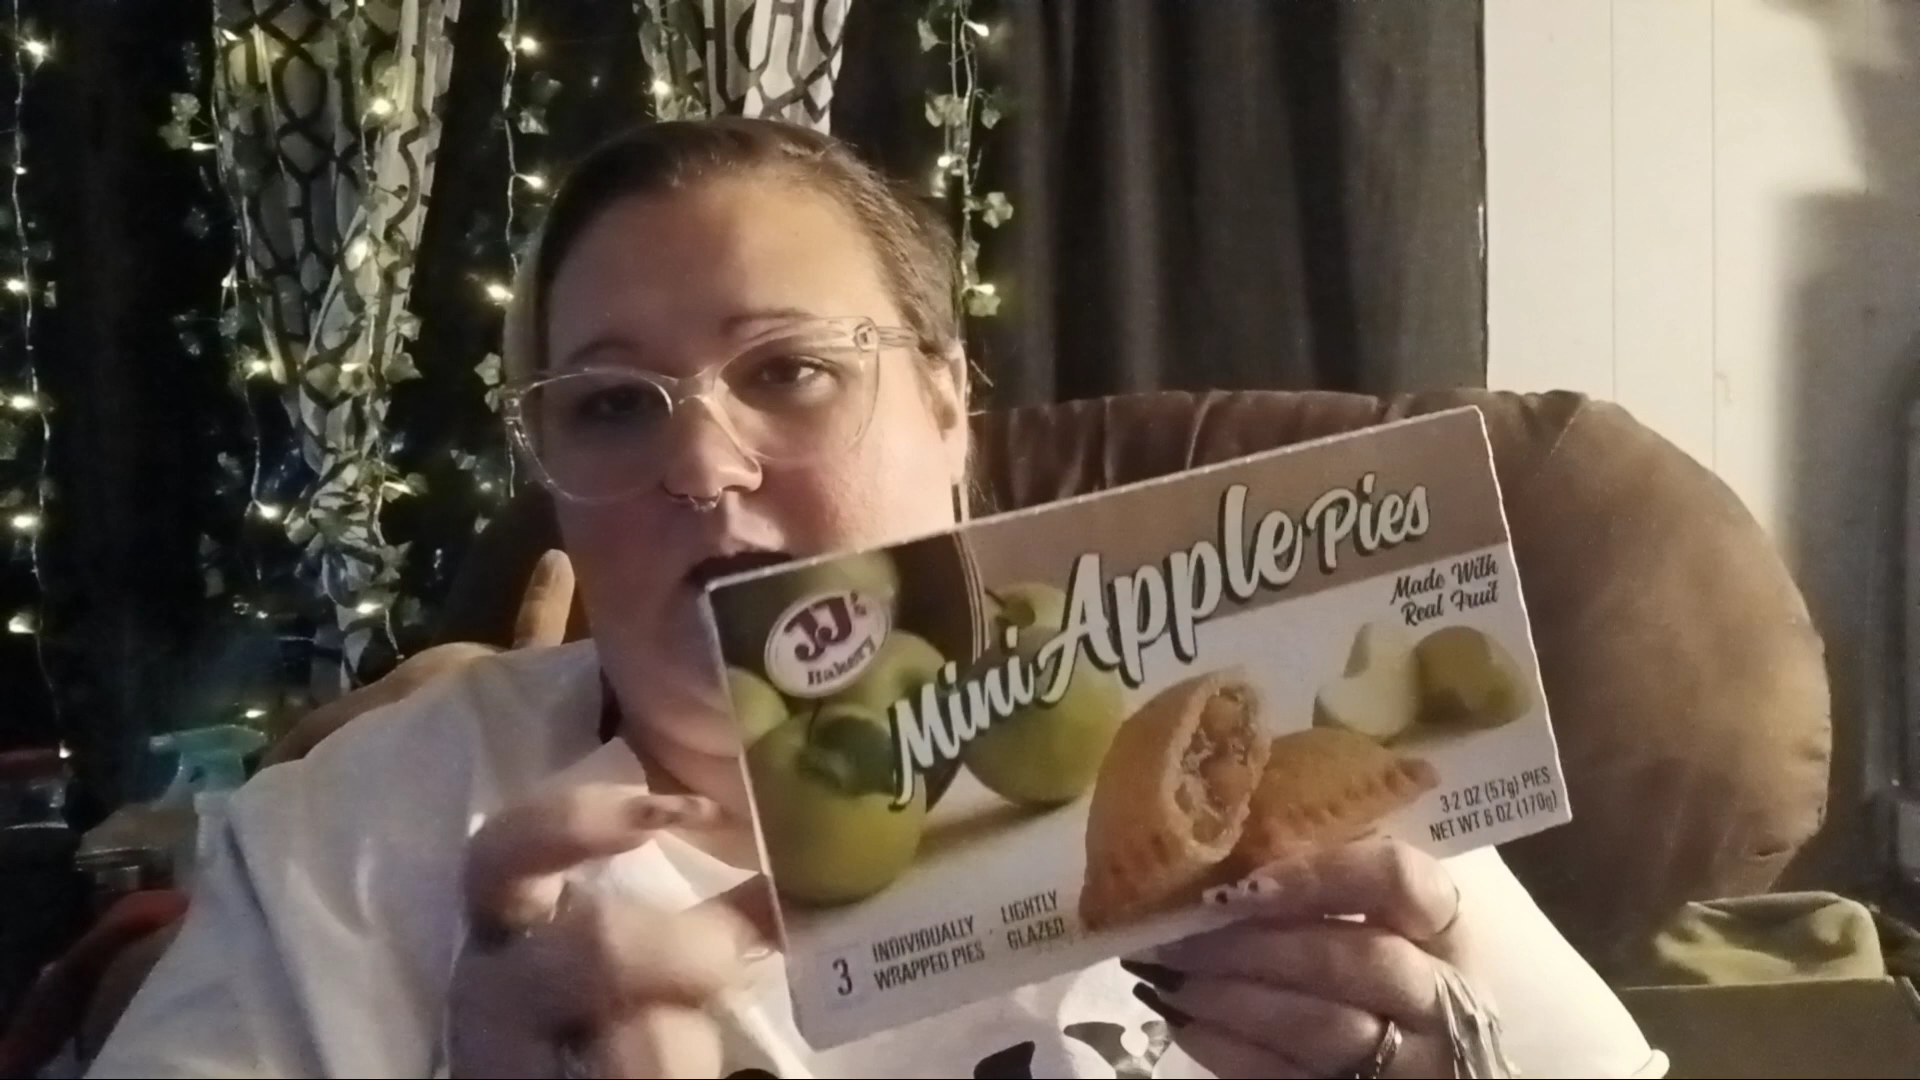 JJ's
Bakery
Mini Apple Pies
Made With
Real Fruit
3 INDIVIDUALLY
WRAPPED PIES
LIGHTLY
GLAZED
3-2 OZ (57g) PIES
NET WT 6 OZ (170g)